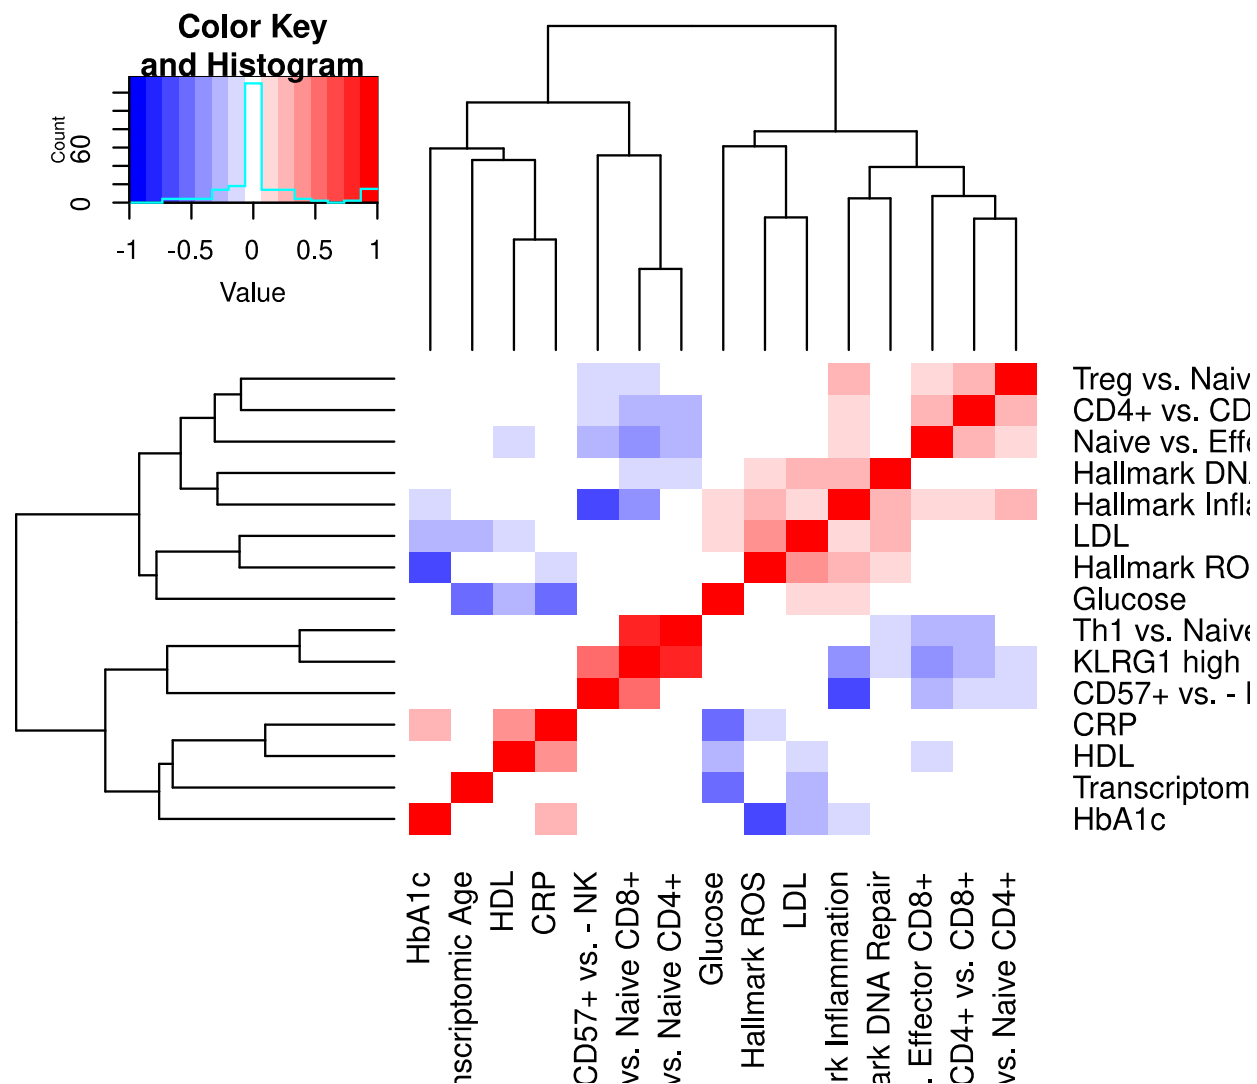 Color Key
and Histogram
Count
0
60
-1
-0.5
0
0.5
1
Value
Treg vs. Naiv
CD4+ vs. CD
Naive vs. Effe
Hallmark DNA
Hallmark Infla
LDL
Hallmark RO
Glucose
Th1 vs. Naive
KLRG1 high
CD57+ vs. -
CRP
HDL
Transcriptom
HbA1c
HbA1c
nscriptomic Age
HDL
CRP
CD57+ vs. - NK
vs. Naive CD8+
vs. Naive CD4+
Glucose
Hallmark ROS
LDL
rk Inflammation
ark DNA Repair
. Effector CD8+
CD4+ vs. CD8+
vs. Naive CD4+